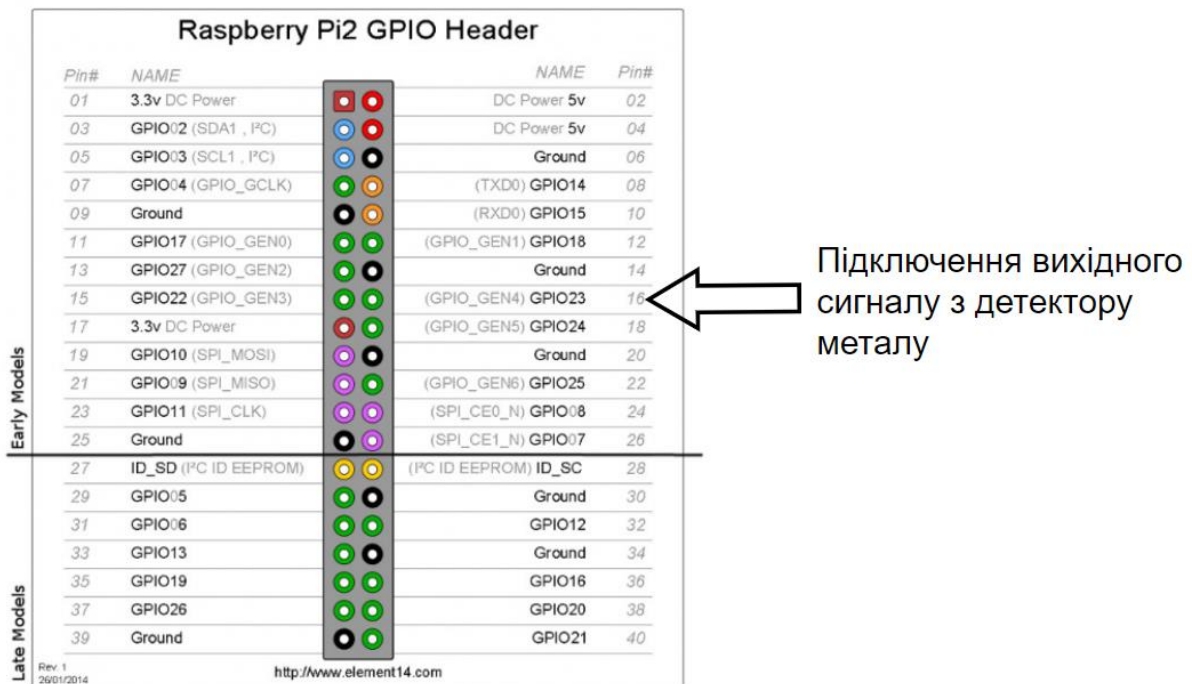 Raspberry Pi2 GPIO Header
Pin# NAME NAME Pin#
01 3.3v DC Power DC Power 5v 02
03 GPIO02 (SDA1 , I²C) DC Power 5v 04
05 GPIO03 (SCL1 , I²C) Ground 06
07 GPIO04 (GPIO_GCLK) (TXD0) GPIO14 08
09 Ground (RXD0) GPIO15 10
11 GPIO17 (GPIO_GEN0) (GPIO_GEN1) GPIO18 12
13 GPIO27 (GPIO_GEN2) Ground 14
15 GPIO22 (GPIO_GEN3) (GPIO_GEN4) GPIO23 16
17 3.3v DC Power (GPIO_GEN5) GPIO24 18
19 GPIO10 (SPI_MOSI) Ground 20
21 GPIO09 (SPI_MISO) (GPIO_GEN6) GPIO25 22
23 GPIO11 (SPI_CLK) (SPI_CE0_N) GPIO08 24
25 Ground (SPI_CE1_N) GPIO07 26
27 ID_SD (I²C ID EEPROM) (I²C ID EEPROM) ID_SC 28
29 GPIO05 Ground 30
31 GPIO06 GPIO12 32
33 GPIO13 Ground 34
35 GPIO19 GPIO16 36
37 GPIO26 GPIO20 38
39 Ground GPIO21 40
Early Models
Late Models
Rev. 1
26/01/2014
http://www.element14.com
Підключення вихідного
сигналу з детектору
металу